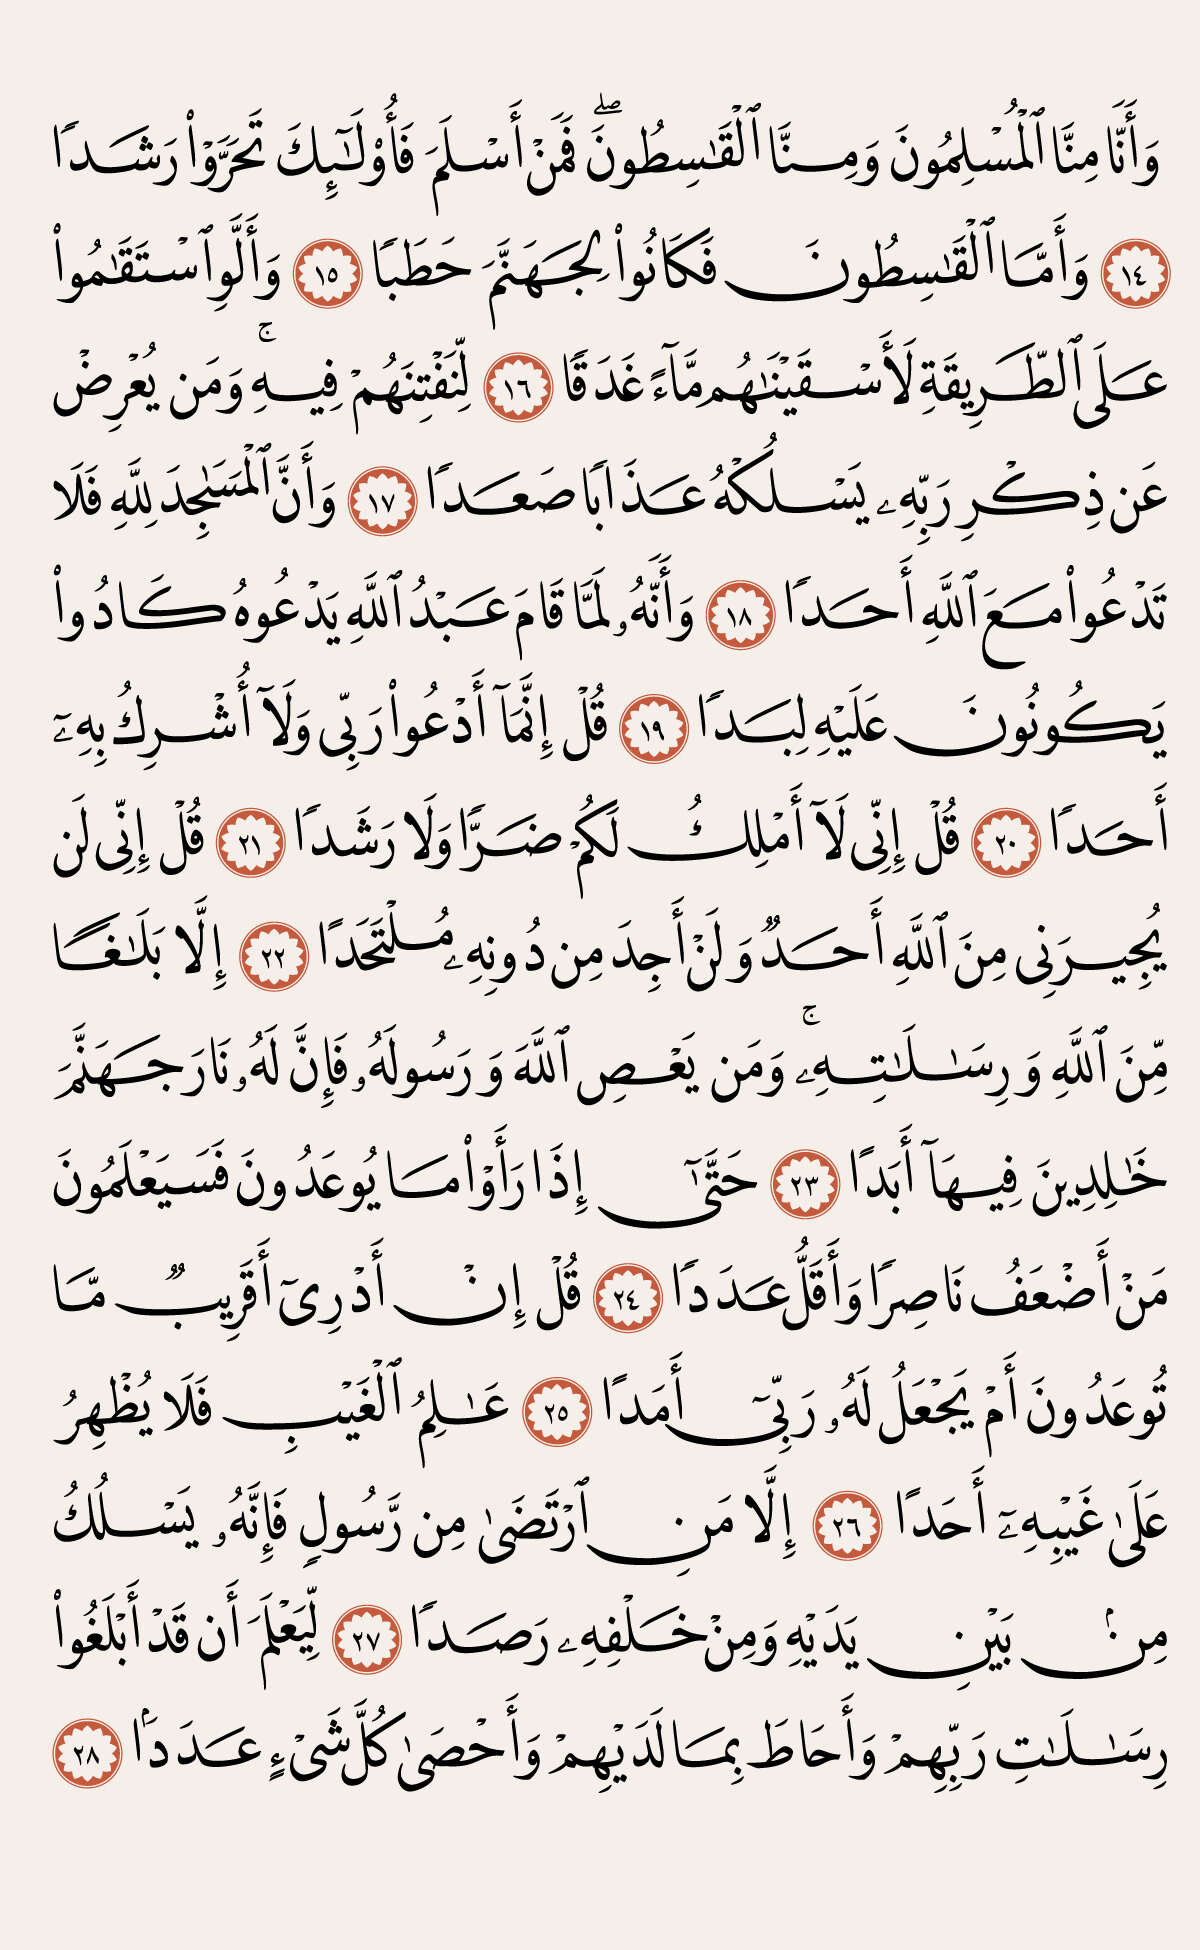 وَأَنَّا مِنَّا ٱلْمُسْلِمُونَ وَمِنَّا ٱلْقَٰسِطُونَ ۖ فَمَنْ أَسْلَمَ فَأُو۟لَٰٓئِكَ تَحَرَّوْا۟ رَشَدًا
١٤ وَأَمَّا ٱلْقَٰسِطُونَ فَكَانُوا۟ لِجَهَنَّمَ حَطَبًا ١٥ وَأَلَّوِ ٱسْتَقَٰمُوا۟
عَلَى ٱلطَّرِيقَةِ لَأَسْقَيْنَٰهُم مَّآءً غَدَقًا ١٦ لِّنَفْتِنَهُمْ فِيهِ ۚ وَمَن يُعْرِضْ
عَن ذِكْرِ رَبِّهِۦ يَسْلُكْهُ عَذَابًا صَعَدًا ١٧ وَأَنَّ ٱلْمَسَٰجِدَ لِلَّهِ فَلَا
تَدْعُوا۟ مَعَ ٱللَّهِ أَحَدًا ١٨ وَأَنَّهُۥ لَمَّا قَامَ عَبْدُ ٱللَّهِ يَدْعُوهُ كَادُوا۟
يَكُونُونَ عَلَيْهِ لِبَدًا ١٩ قُلْ إِنَّمَآ أَدْعُوا۟ رَبِّى وَلَآ أُشْرِكُ بِهِۦٓ
أَحَدًا ٢٠ قُلْ إِنِّى لَآ أَمْلِكُ لَكُمْ ضَرًّا وَلَا رَشَدًا ٢١ قُلْ إِنِّى لَن
يُجِيرَنِى مِنَ ٱللَّهِ أَحَدٌ وَلَنْ أَجِدَ مِن دُونِهِۦ مُلْتَحَدًا ٢٢ إِلَّا بَلَٰغًا
مِّنَ ٱللَّهِ وَرِسَٰلَٰتِهِۦ ۚ وَمَن يَعْصِ ٱللَّهَ وَرَسُولَهُۥ فَإِنَّ لَهُۥ نَارَ جَهَنَّمَ
خَٰلِدِينَ فِيهَآ أَبَدًا ٢٣ حَتَّىٰٓ إِذَا رَأَوْا۟ مَا يُوعَدُونَ فَسَيَعْلَمُونَ
مَنْ أَضْعَفُ نَاصِرًا وَأَقَلُّ عَدَدًا ٢٤ قُلْ إِنْ أَدْرِىٓ أَقَرِيبٌ مَّا
تُوعَدُونَ أَمْ يَجْعَلُ لَهُۥ رَبِّىٓ أَمَدًا ٢٥ عَٰلِمُ ٱلْغَيْبِ فَلَا يُظْهِرُ
عَلَىٰ غَيْبِهِۦٓ أَحَدًا ٢٦ إِلَّا مَنِ ٱرْتَضَىٰ مِن رَّسُولٍ فَإِنَّهُۥ يَسْلُكُ
مِنۢ بَيْنِ يَدَيْهِ وَمِنْ خَلْفِهِۦ رَصَدًا ٢٧ لِّيَعْلَمَ أَن قَدْ أَبْلَغُوا۟
رِسَٰلَٰتِ رَبِّهِمْ وَأَحَاطَ بِمَا لَدَيْهِمْ وَأَحْصَىٰ كُلَّ شَىْءٍ عَدَدَۢا ٢٨